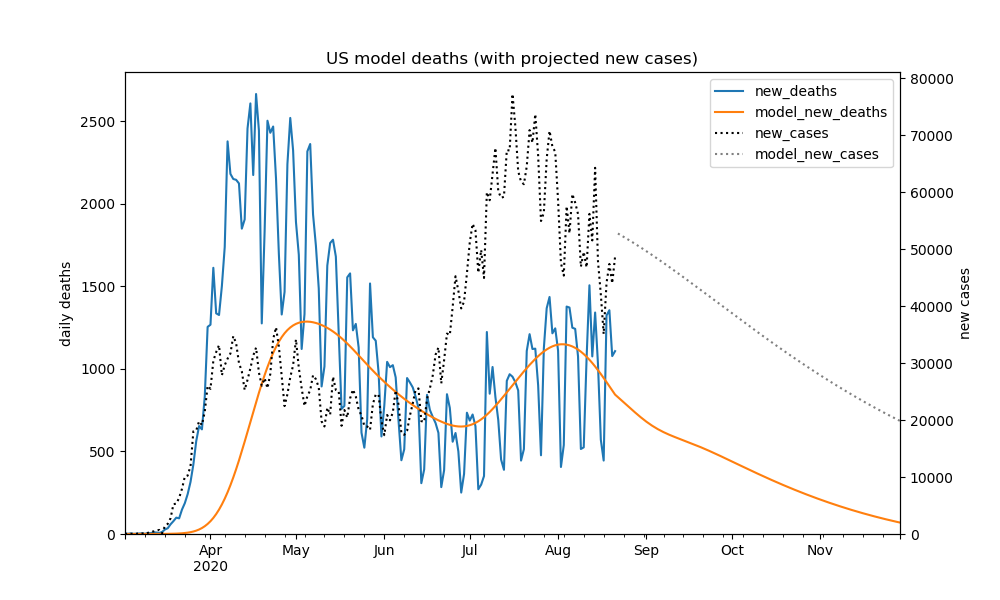 US model deaths (with projected new cases)
new_deaths
model_new_deaths
new_cases
model_new_cases
daily deaths
2500
2000
1500
1000
500
0
80000
70000
60000
50000
40000
30000
20000
10000
0
new cases
Apr May Jun Jul Aug Sep Oct Nov
2020